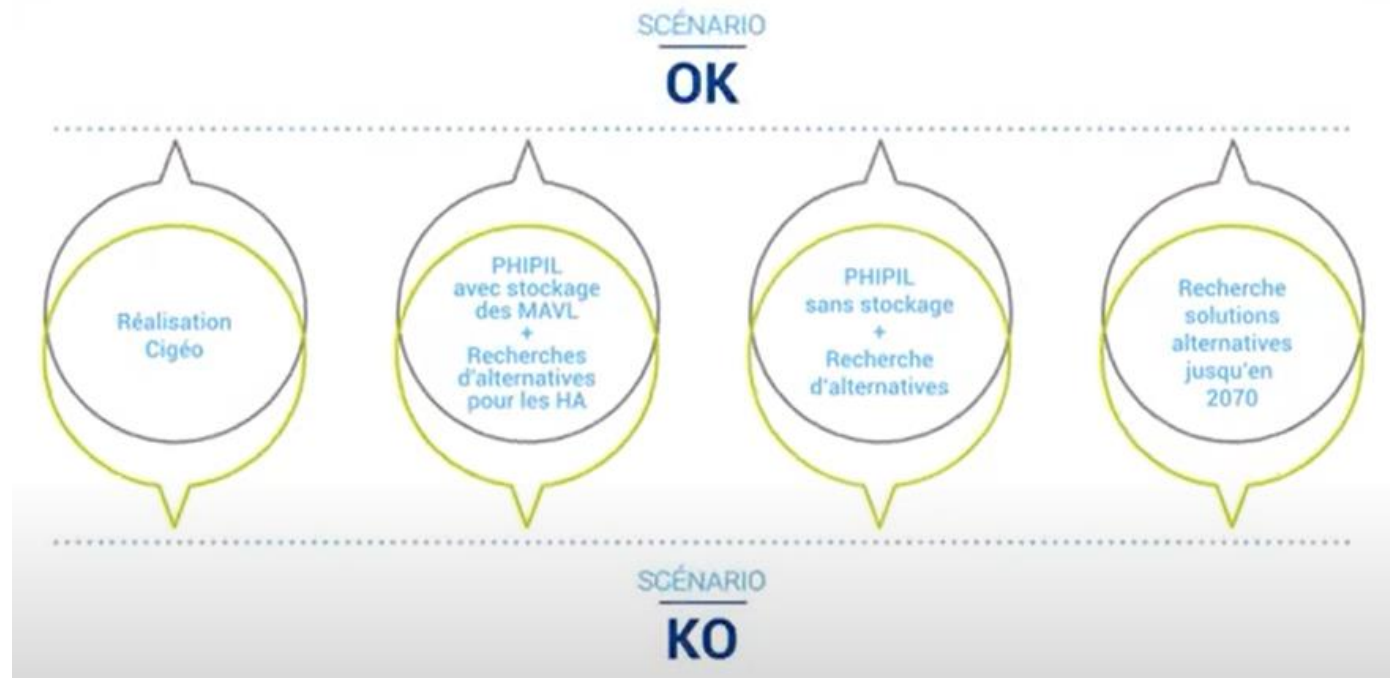 SCÉNARIO
OK
Réalisation
Cigéo
PHIPIL
avec stockage
des MAVL
+
Recherches
d'alternatives
pour les HA
PHIPIL
sans stockage
+
Recherche
d'alternatives
Recherche
solutions
alternatives
jusqu'en
2070
SCÉNARIO
KO